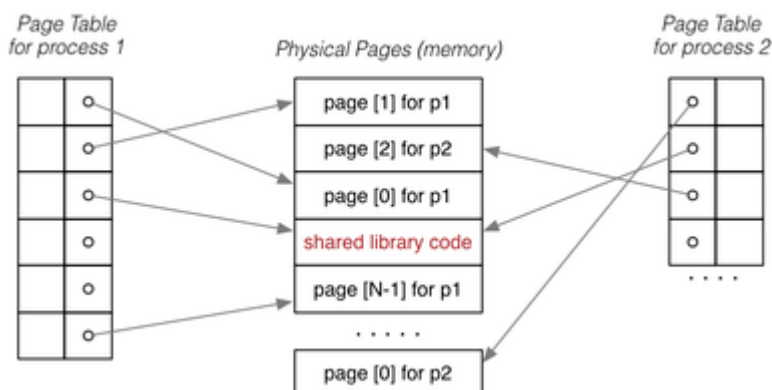 Page Table
for process 1
Physical Pages (memory)
Page Table
for process 2
page [1] for p1
page [2] for p2
page [0] for p1
shared library code
page [N-1] for p1
. . . . .
. . . .
page [0] for p2